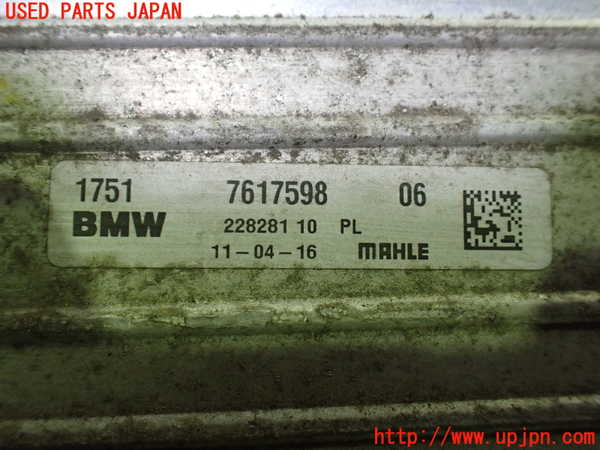 USED PARTS JAPAN
1751 7617598 06
BMW 228281 10 PL
11-04-16 MAHLE
http://www.upjpn.com/